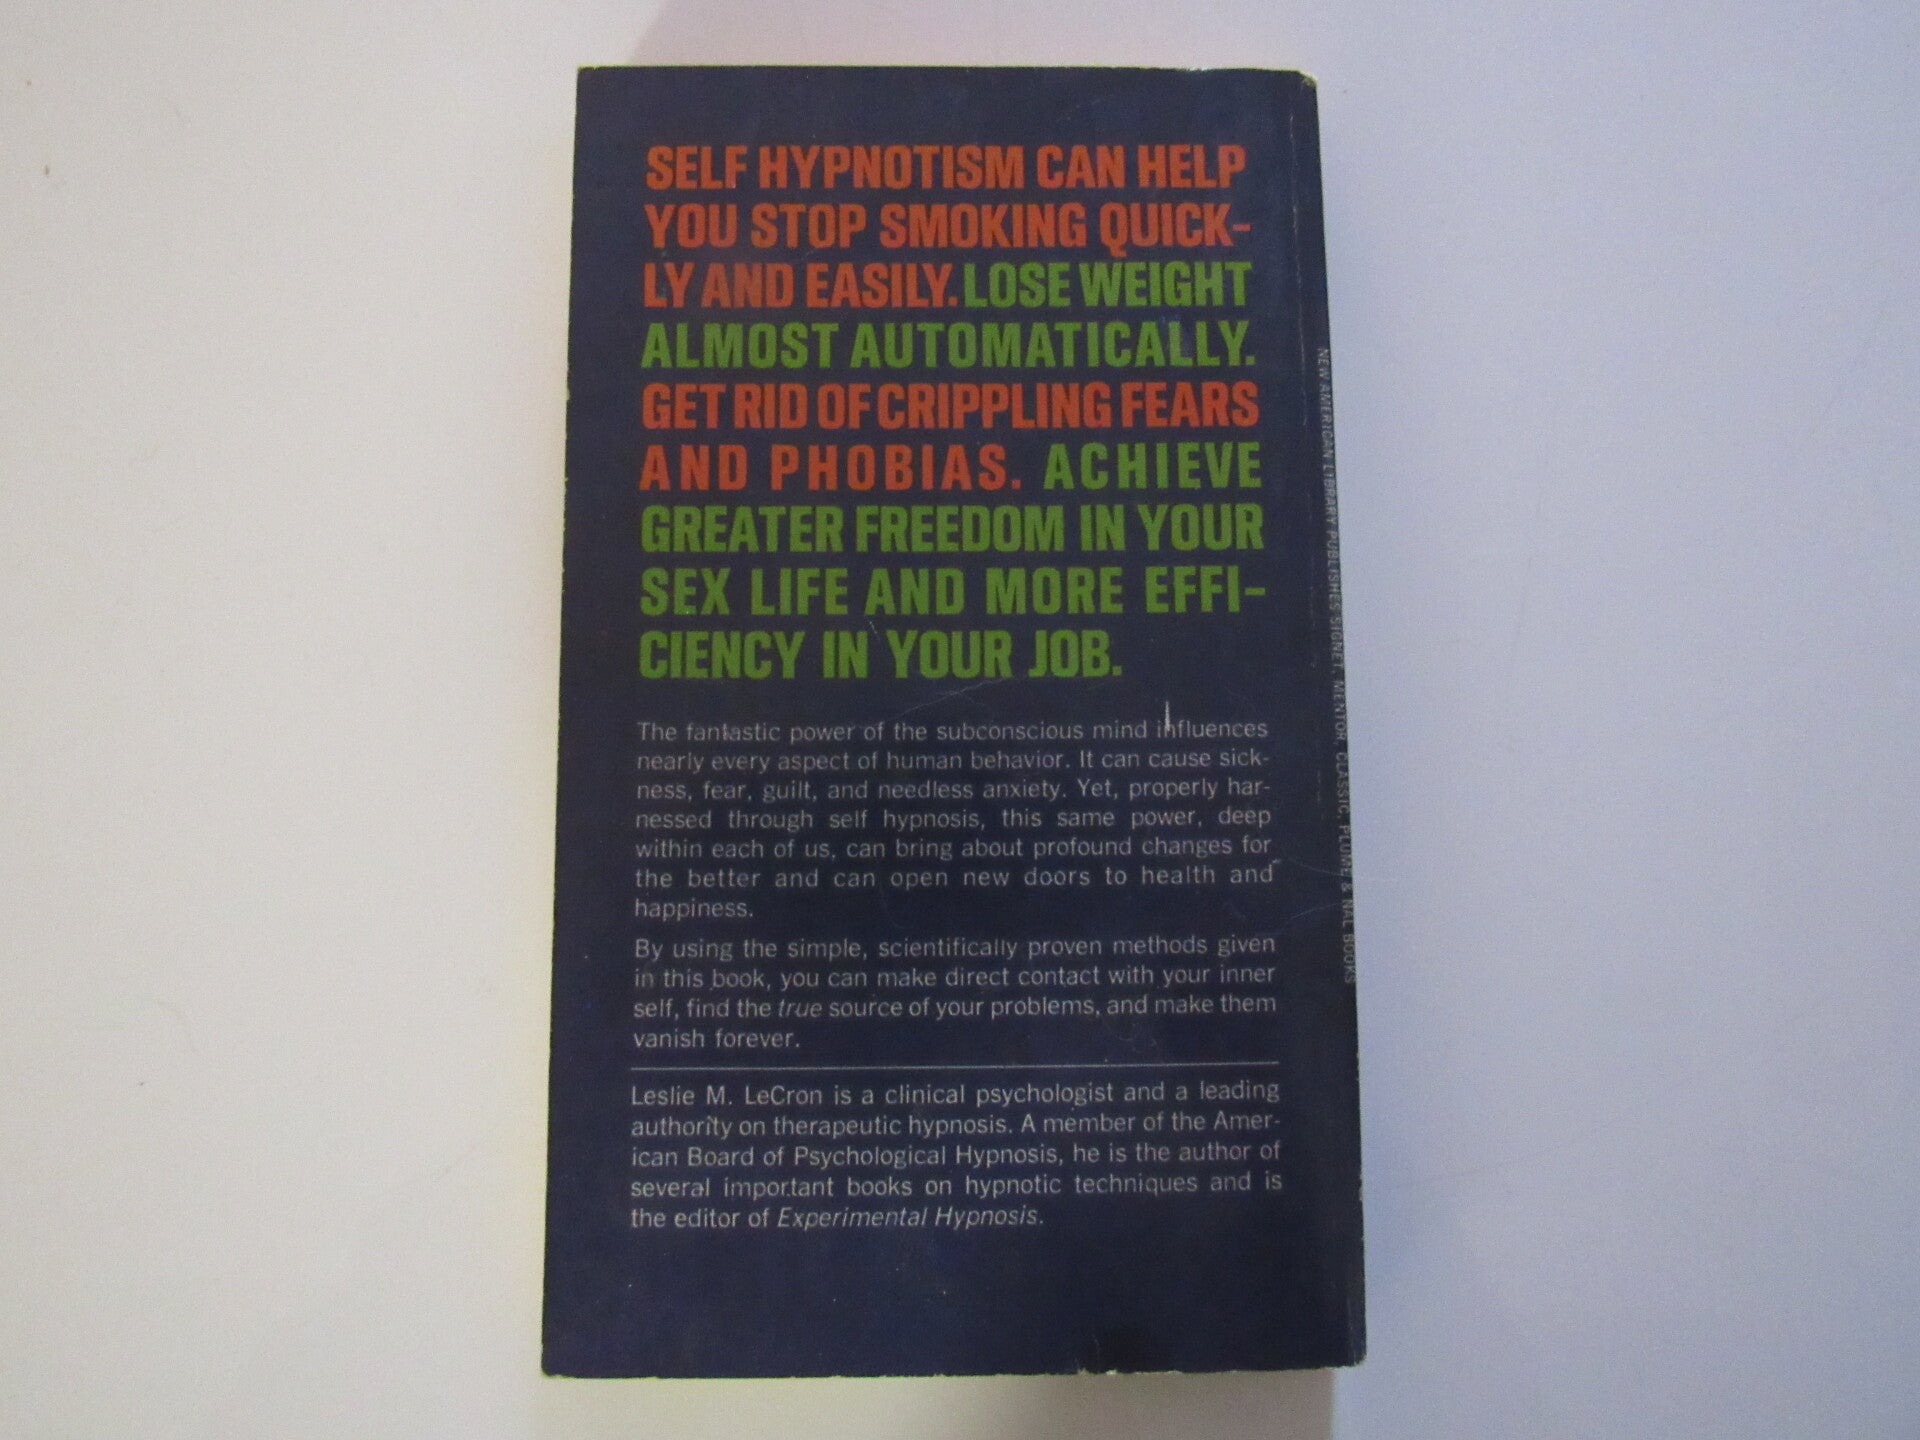 SELF HYPNOTISM CAN HELP
YOU STOP SMOKING QUICK-
LY AND EASILY. LOSE WEIGHT
ALMOST AUTOMATICALLY.
GET RID OF CRIPPLING FEARS
AND PHOBIAS. ACHIEVE
GREATER FREEDOM IN YOUR
SEX LIFE AND MORE EFFI-
CIENCY IN YOUR JOB.
The fantastic power of the subconscious mind influences
nearly every aspect of human behavior. It can cause sick-
ness, fear, guilt, and needless anxiety. Yet, properly har-
nessed through self hypnosis, this same power, deep
within each of us, can bring about profound changes for
the better and can open new doors to health and
happiness.
By using the simple, scientifically proven methods given
in this book, you can make direct contact with your inner
self, find the true source of your problems, and make them
vanish forever.
Leslie M. LeCron is a clinical psychologist and a leading
authority on therapeutic hypnosis. A member of the Amer-
ican Board of Psychological Hypnosis, he is the author of
several important books on hypnotic techniques and is
the editor of Experimental Hypnosis.
NEW AMERICAN LIBRARY PUBLISHES SIGNET, MENTOR, CLASSIC, PLUME & NAL BOOKS